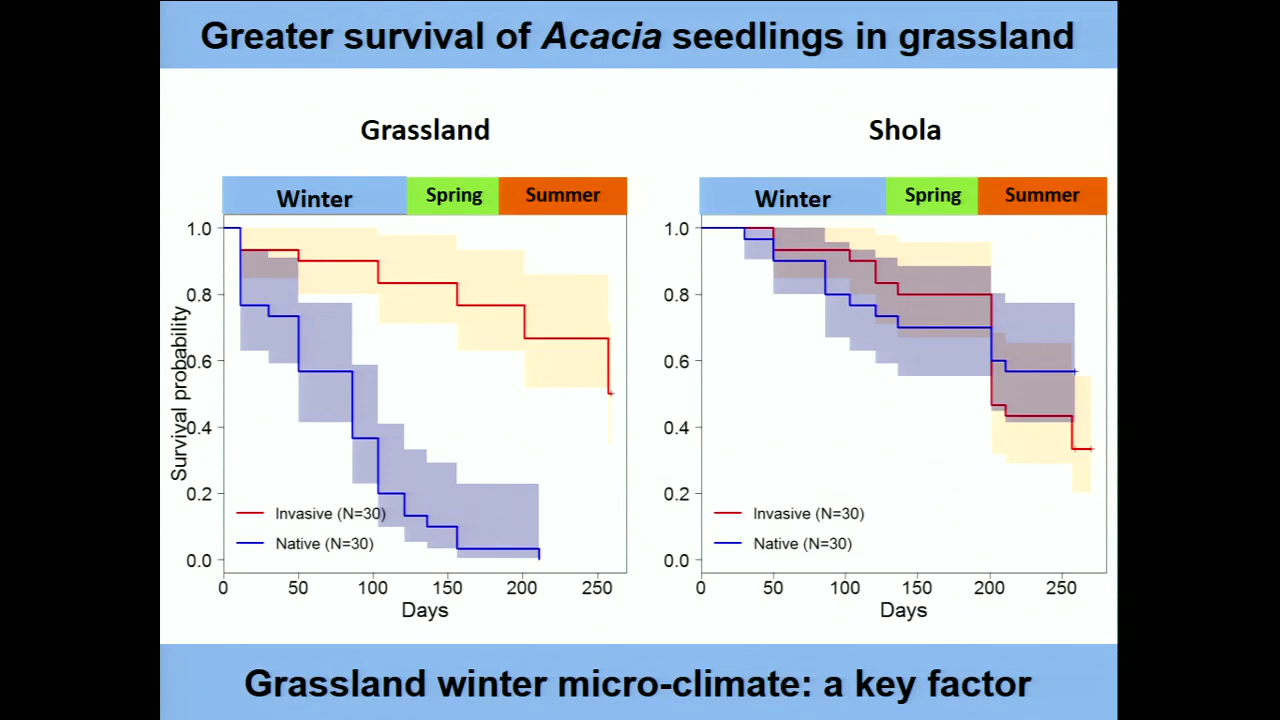 Greater survival of Acacia seedlings in grassland
Grassland
Winter
Spring
Summer
Survival probability
1.0
0.8
0.6
0.4
0.2
0.0
Invasive (N=30)
Native (N=30)
0 50 100 150 200 250
Days
Shola
Winter
Spring
Summer
1.0
0.8
0.6
0.4
0.2
0.0
Invasive (N=30)
Native (N=30)
0 50 100 150 200 250
Days
Grassland winter micro-climate: a key factor